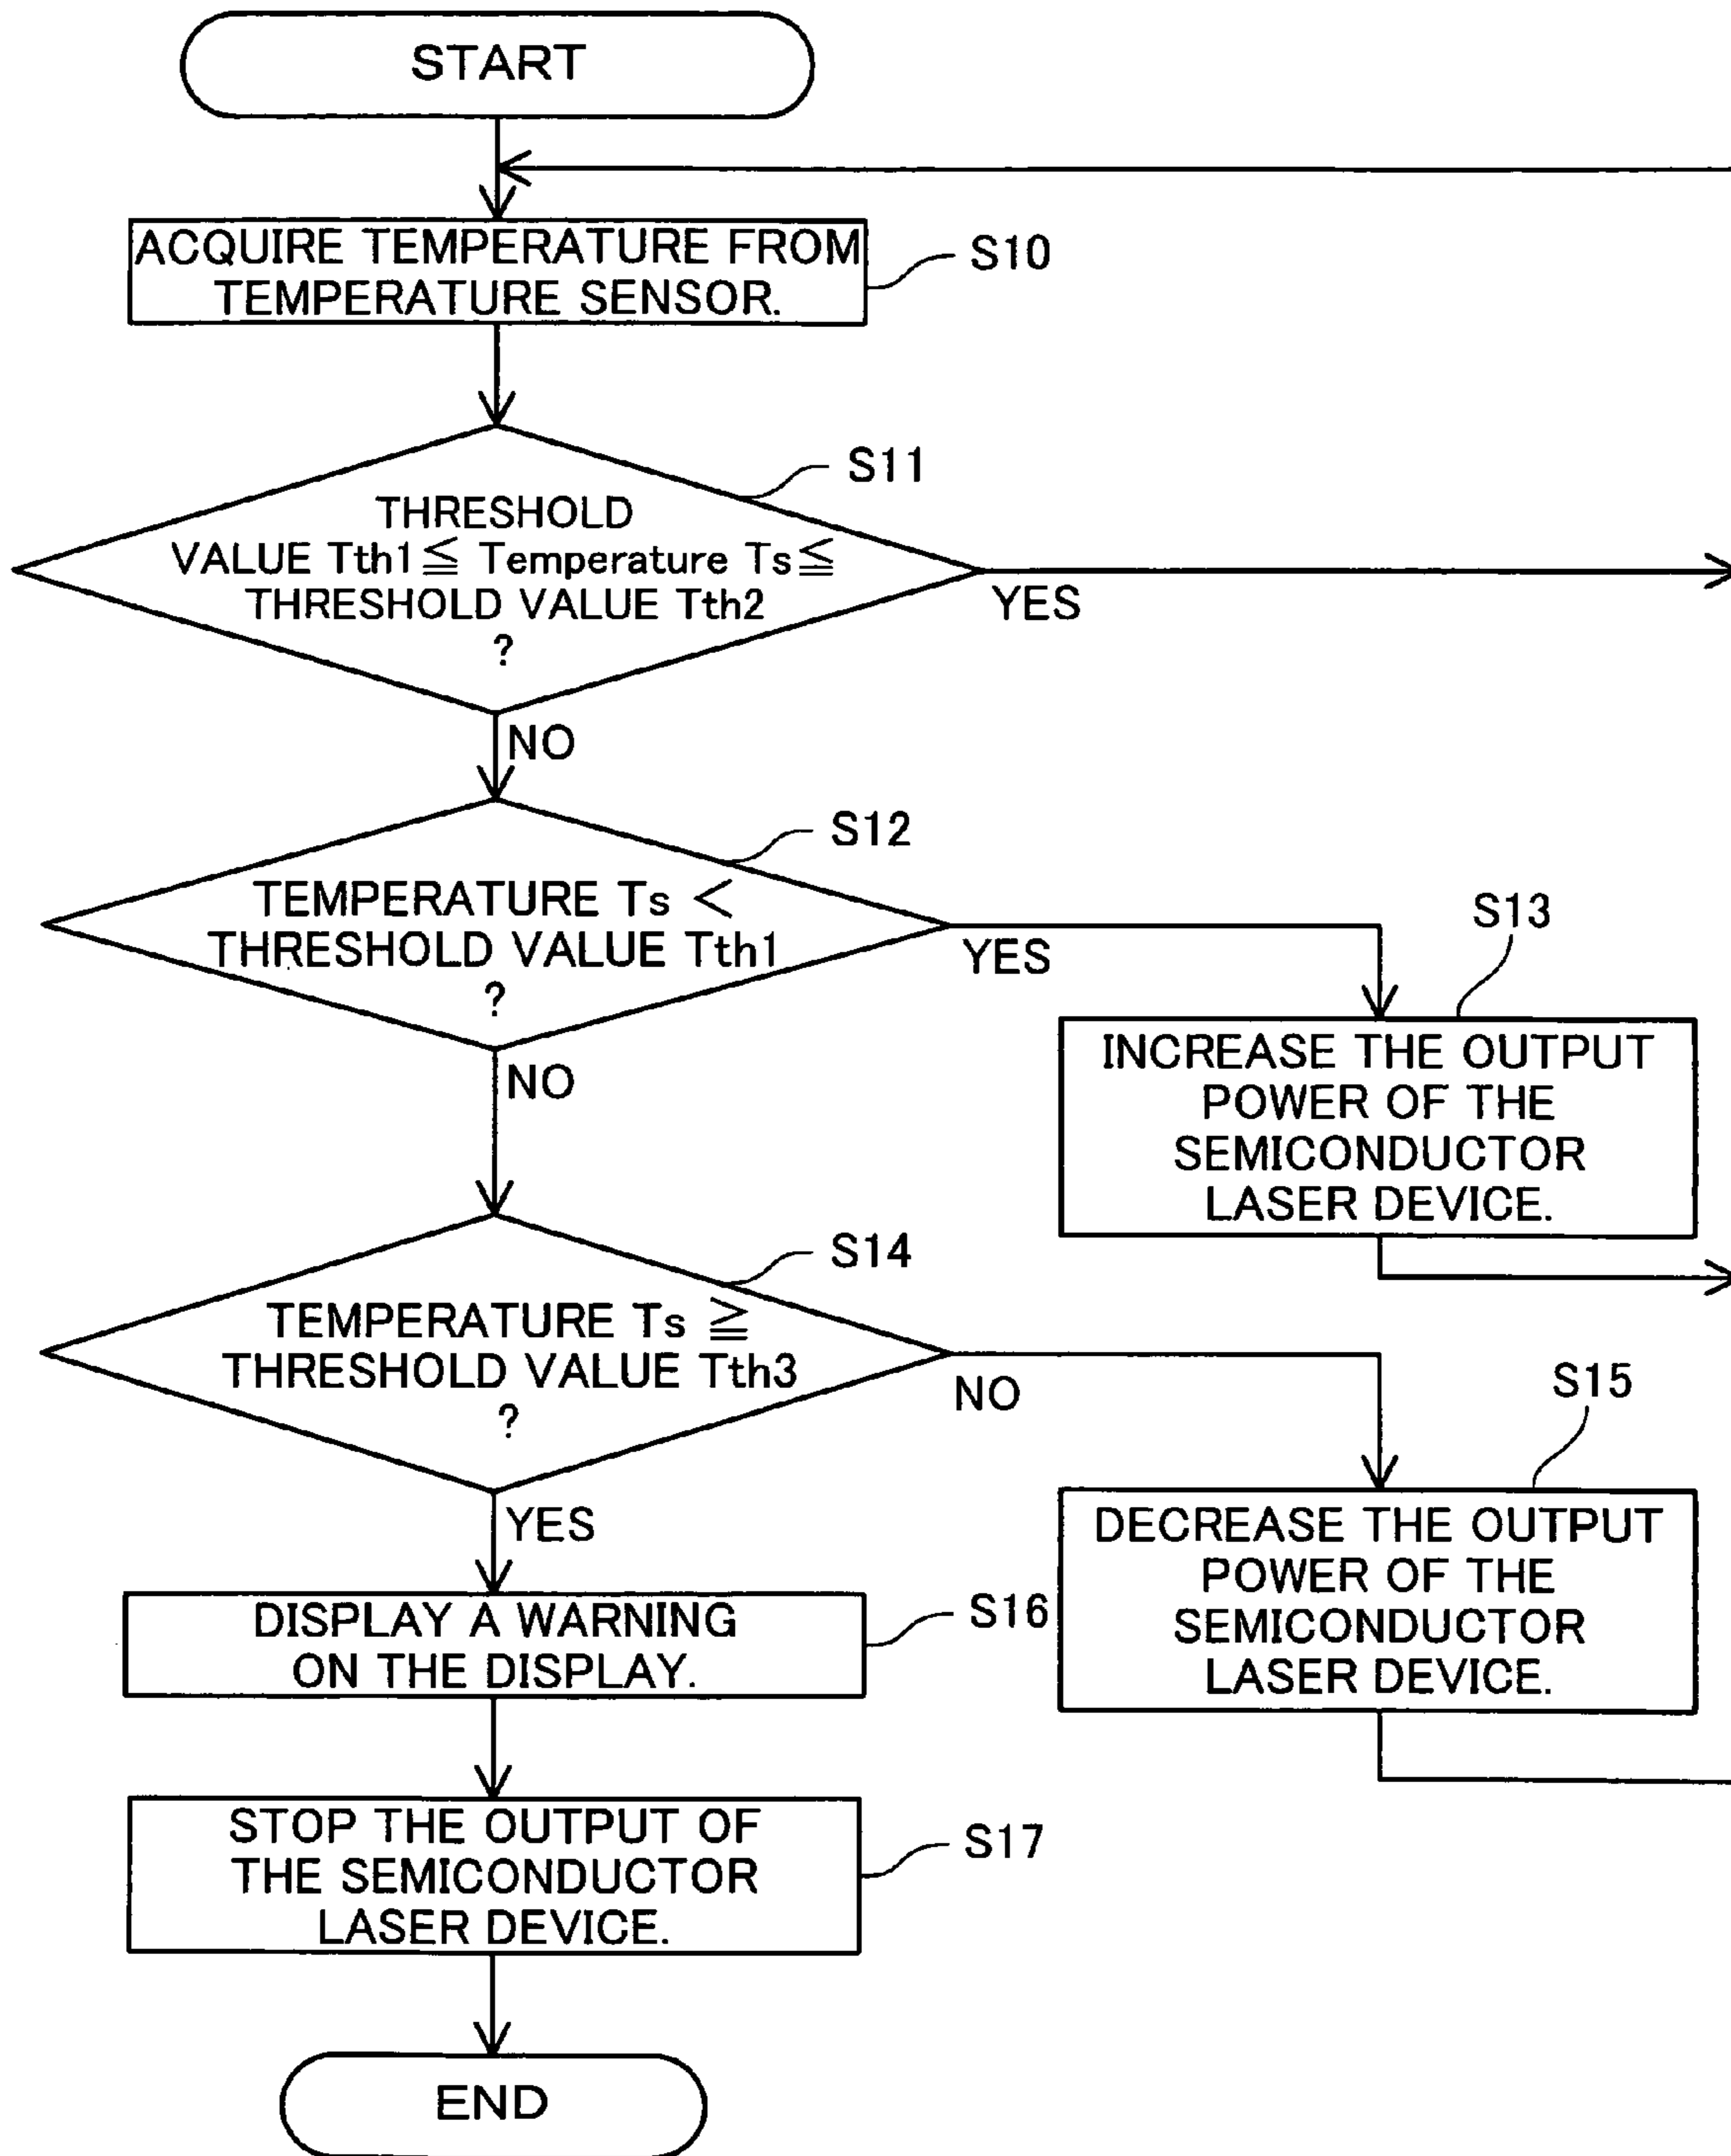 START
ACQUIRE TEMPERATURE FROM
TEMPERATURE SENSOR.
S10
S11
THRESHOLD
VALUE Tth1 ≦ Temperature Ts ≦
THRESHOLD VALUE Tth2
?
YES
NO
S12
TEMPERATURE Ts <
THRESHOLD VALUE Tth1
?
YES
NO
S13
INCREASE THE OUTPUT
POWER OF THE
SEMICONDUCTOR
LASER DEVICE.
S14
TEMPERATURE Ts ≧
THRESHOLD VALUE Tth3
?
NO
YES
S15
DECREASE THE OUTPUT
POWER OF THE
SEMICONDUCTOR
LASER DEVICE.
DISPLAY A WARNING
ON THE DISPLAY.
S16
STOP THE OUTPUT OF
THE SEMICONDUCTOR
LASER DEVICE.
S17
END